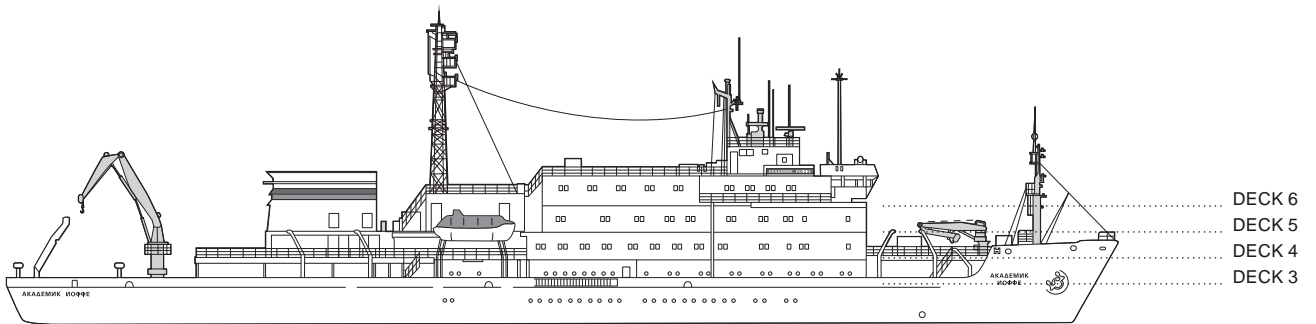 DECK 6
DECK 5
DECK 4
DECK 3
АКАДЕМИК
ИОФФЕ
АКАДЕМИК ИОФФЕ